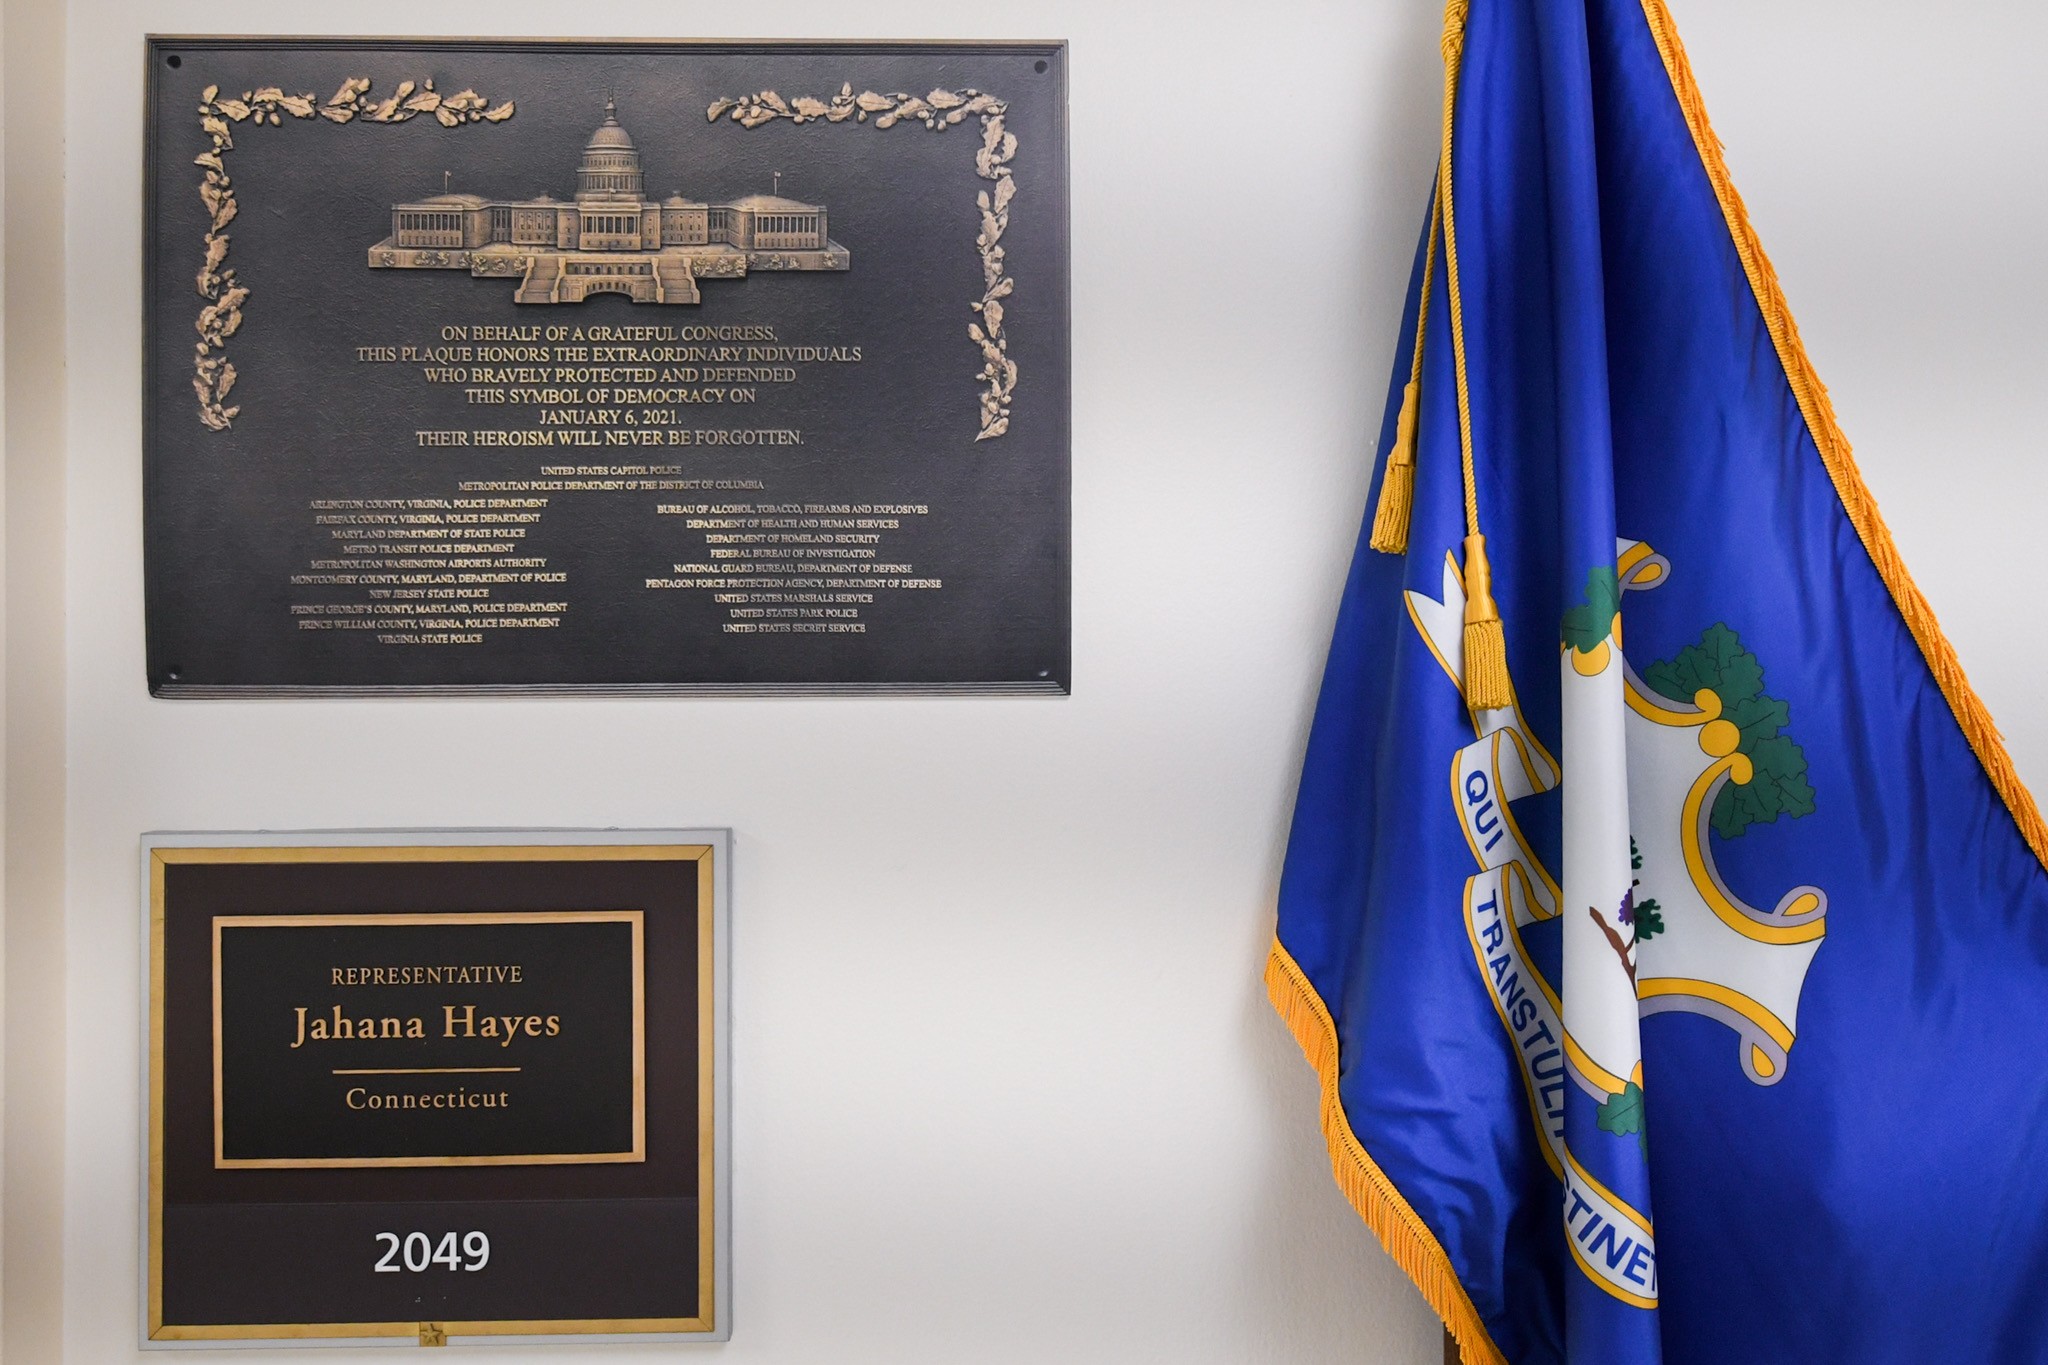 ON BEHALF OF A GRATEFUL CONGRESS,
THIS PLAQUE HONORS THE EXTRAORDINARY INDIVIDUALS
WHO BRAVELY PROTECTED AND DEFENDED
THIS SYMBOL OF DEMOCRACY ON
JANUARY 6, 2021.
THEIR HEROISM WILL NEVER BE FORGOTTEN.
UNITED STATES CAPITOL POLICE
METROPOLITAN POLICE DEPARTMENT OF THE DISTRICT OF COLUMBIA
ARLINGTON COUNTY, VIRGINIA, POLICE DEPARTMENT
FAIRFAX COUNTY, VIRGINIA, POLICE DEPARTMENT
MARYLAND DEPARTMENT OF STATE POLICE
METRO TRANSIT POLICE DEPARTMENT
METROPOLITAN WASHINGTON AIRPORTS AUTHORITY
MONTGOMERY COUNTY, MARYLAND, DEPARTMENT OF POLICE
NEW JERSEY STATE POLICE
PRINCE GEORGE'S COUNTY, MARYLAND, POLICE DEPARTMENT
PRINCE WILLIAM COUNTY, VIRGINIA, POLICE DEPARTMENT
VIRGINIA STATE POLICE
BUREAU OF ALCOHOL, TOBACCO, FIREARMS AND EXPLOSIVES
DEPARTMENT OF HEALTH AND HUMAN SERVICES
DEPARTMENT OF HOMELAND SECURITY
FEDERAL BUREAU OF INVESTIGATION
NATIONAL GUARD BUREAU, DEPARTMENT OF DEFENSE
PENTAGON FORCE PROTECTION AGENCY, DEPARTMENT OF DEFENSE
UNITED STATES MARSHALS SERVICE
UNITED STATES PARK POLICE
UNITED STATES SECRET SERVICE
REPRESENTATIVE
Jahana Hayes
Connecticut
2049
QUI
TRANSTULI
STINET